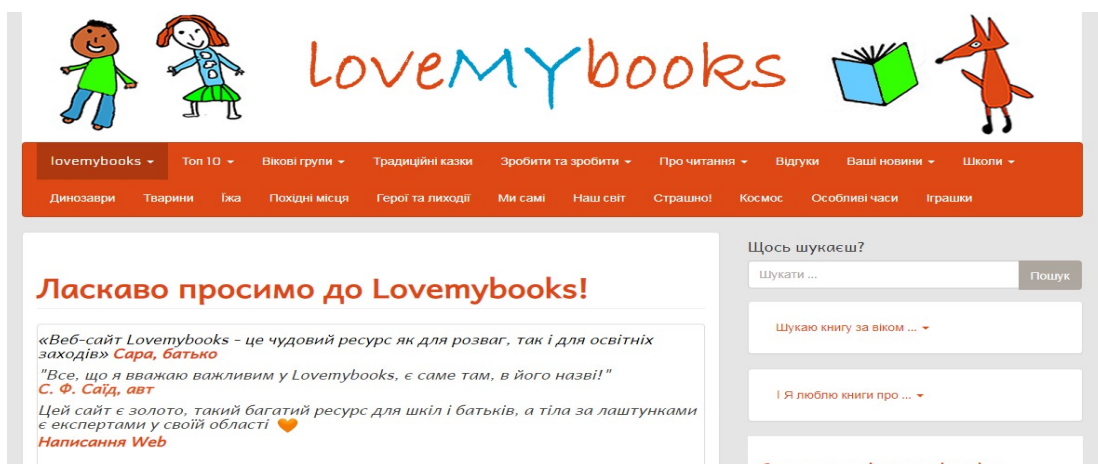 loveMYbooks
lovemybooks Топ 10 Вікові групи Традиційні казки Зробити та зробити Про читання Відгуки Ваші новини Школи
Динозаври Тварини Їжа Похідні місця Герої та лиходії Ми самі Наш світ Страшно! Космос Особливі часи Іграшки
Ласкаво просимо до Lovemybooks!
«Веб-сайт Lovemybooks - це чудовий ресурс як для розваг, так і для освітніх
заходів» Сара, батько
"Все, що я вважаю важливим у Lovemybooks, є саме там, в його назві!"
С. Ф. Саїд, авт
Цей сайт є золото, такий багатий ресурс для шкіл і батьків, а тіла за лаштунками
є експертами у своїй області 🧡
Написання Web
Щось шукаєш?
Шукати ... Пошук
Шукаю книгу за віком ...
І Я люблю книги про ...